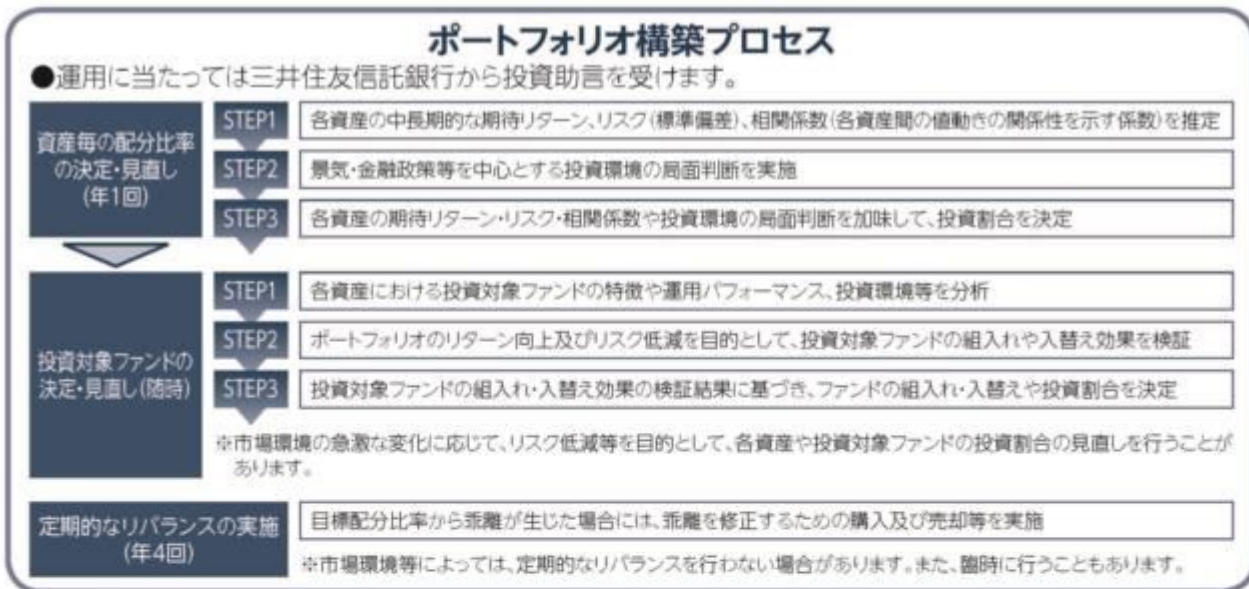 ポートフォリオ構築プロセス
●運用に当たっては三井住友信託銀行から投資助言を受けます。
資産毎の配分比率
の決定・見直し
(年1回)
STEP1
各資産の中長期的な期待リターン、リスク(標準偏差)、相関係数(各資産間の値動きの関係性を示す係数)を推定
STEP2
景気・金融政策等を中心とする投資環境の局面判断を実施
STEP3
各資産の期待リターン・リスク・相関係数や投資環境の局面判断を加味して、投資割合を決定
投資対象ファンドの
決定・見直し(随時)
STEP1
各資産における投資対象ファンドの特徴や運用パフォーマンス、投資環境等を分析
STEP2
ポートフォリオのリターン向上及びリスク低減を目的として、投資対象ファンドの組入れや入替え効果を検証
STEP3
投資対象ファンドの組入れ・入替え効果の検証結果に基づき、ファンドの組入れ・入替えや投資割合を決定
※市場環境の急激な変化に応じて、リスク低減等を目的として、各資産や投資対象ファンドの投資割合の見直しを行うことが
あります。
定期的なリバランスの実施
(年4回)
目標配分比率から乖離が生じた場合には、乖離を修正するための購入及び売却等を実施
※市場環境等によっては、定期的なリバランスを行わない場合があります。また、臨時に行うこともあります。